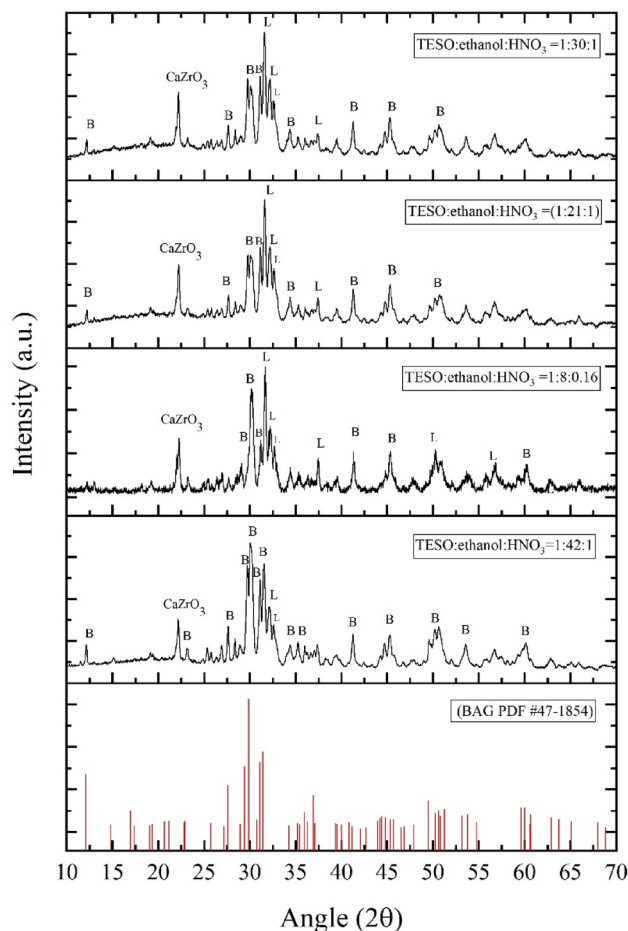 Intensity (a.u.)
TESO:ethanol:HNO₃ =1:30:1
L
CaZrO₃
B B L
L
B
B
B
L
B
B
B
TESO:ethanol:HNO₃ =(1:21:1)
L
CaZrO₃
B B L
L
B
B
B
L
B
B
B
TESO:ethanol:HNO₃ =1:8:0.16
L
B
CaZrO₃
L
B B L
L
B
B
L
L
B
TESO:ethanol:HNO₃=1:42:1
B
B
B
CaZrO₃
B
L
L
B
B
B
B B
B
B
B
B
B
(BAG PDF #47-1854)
10 15 20 25 30 35 40 45 50 55 60 65 70
Angle (2θ)